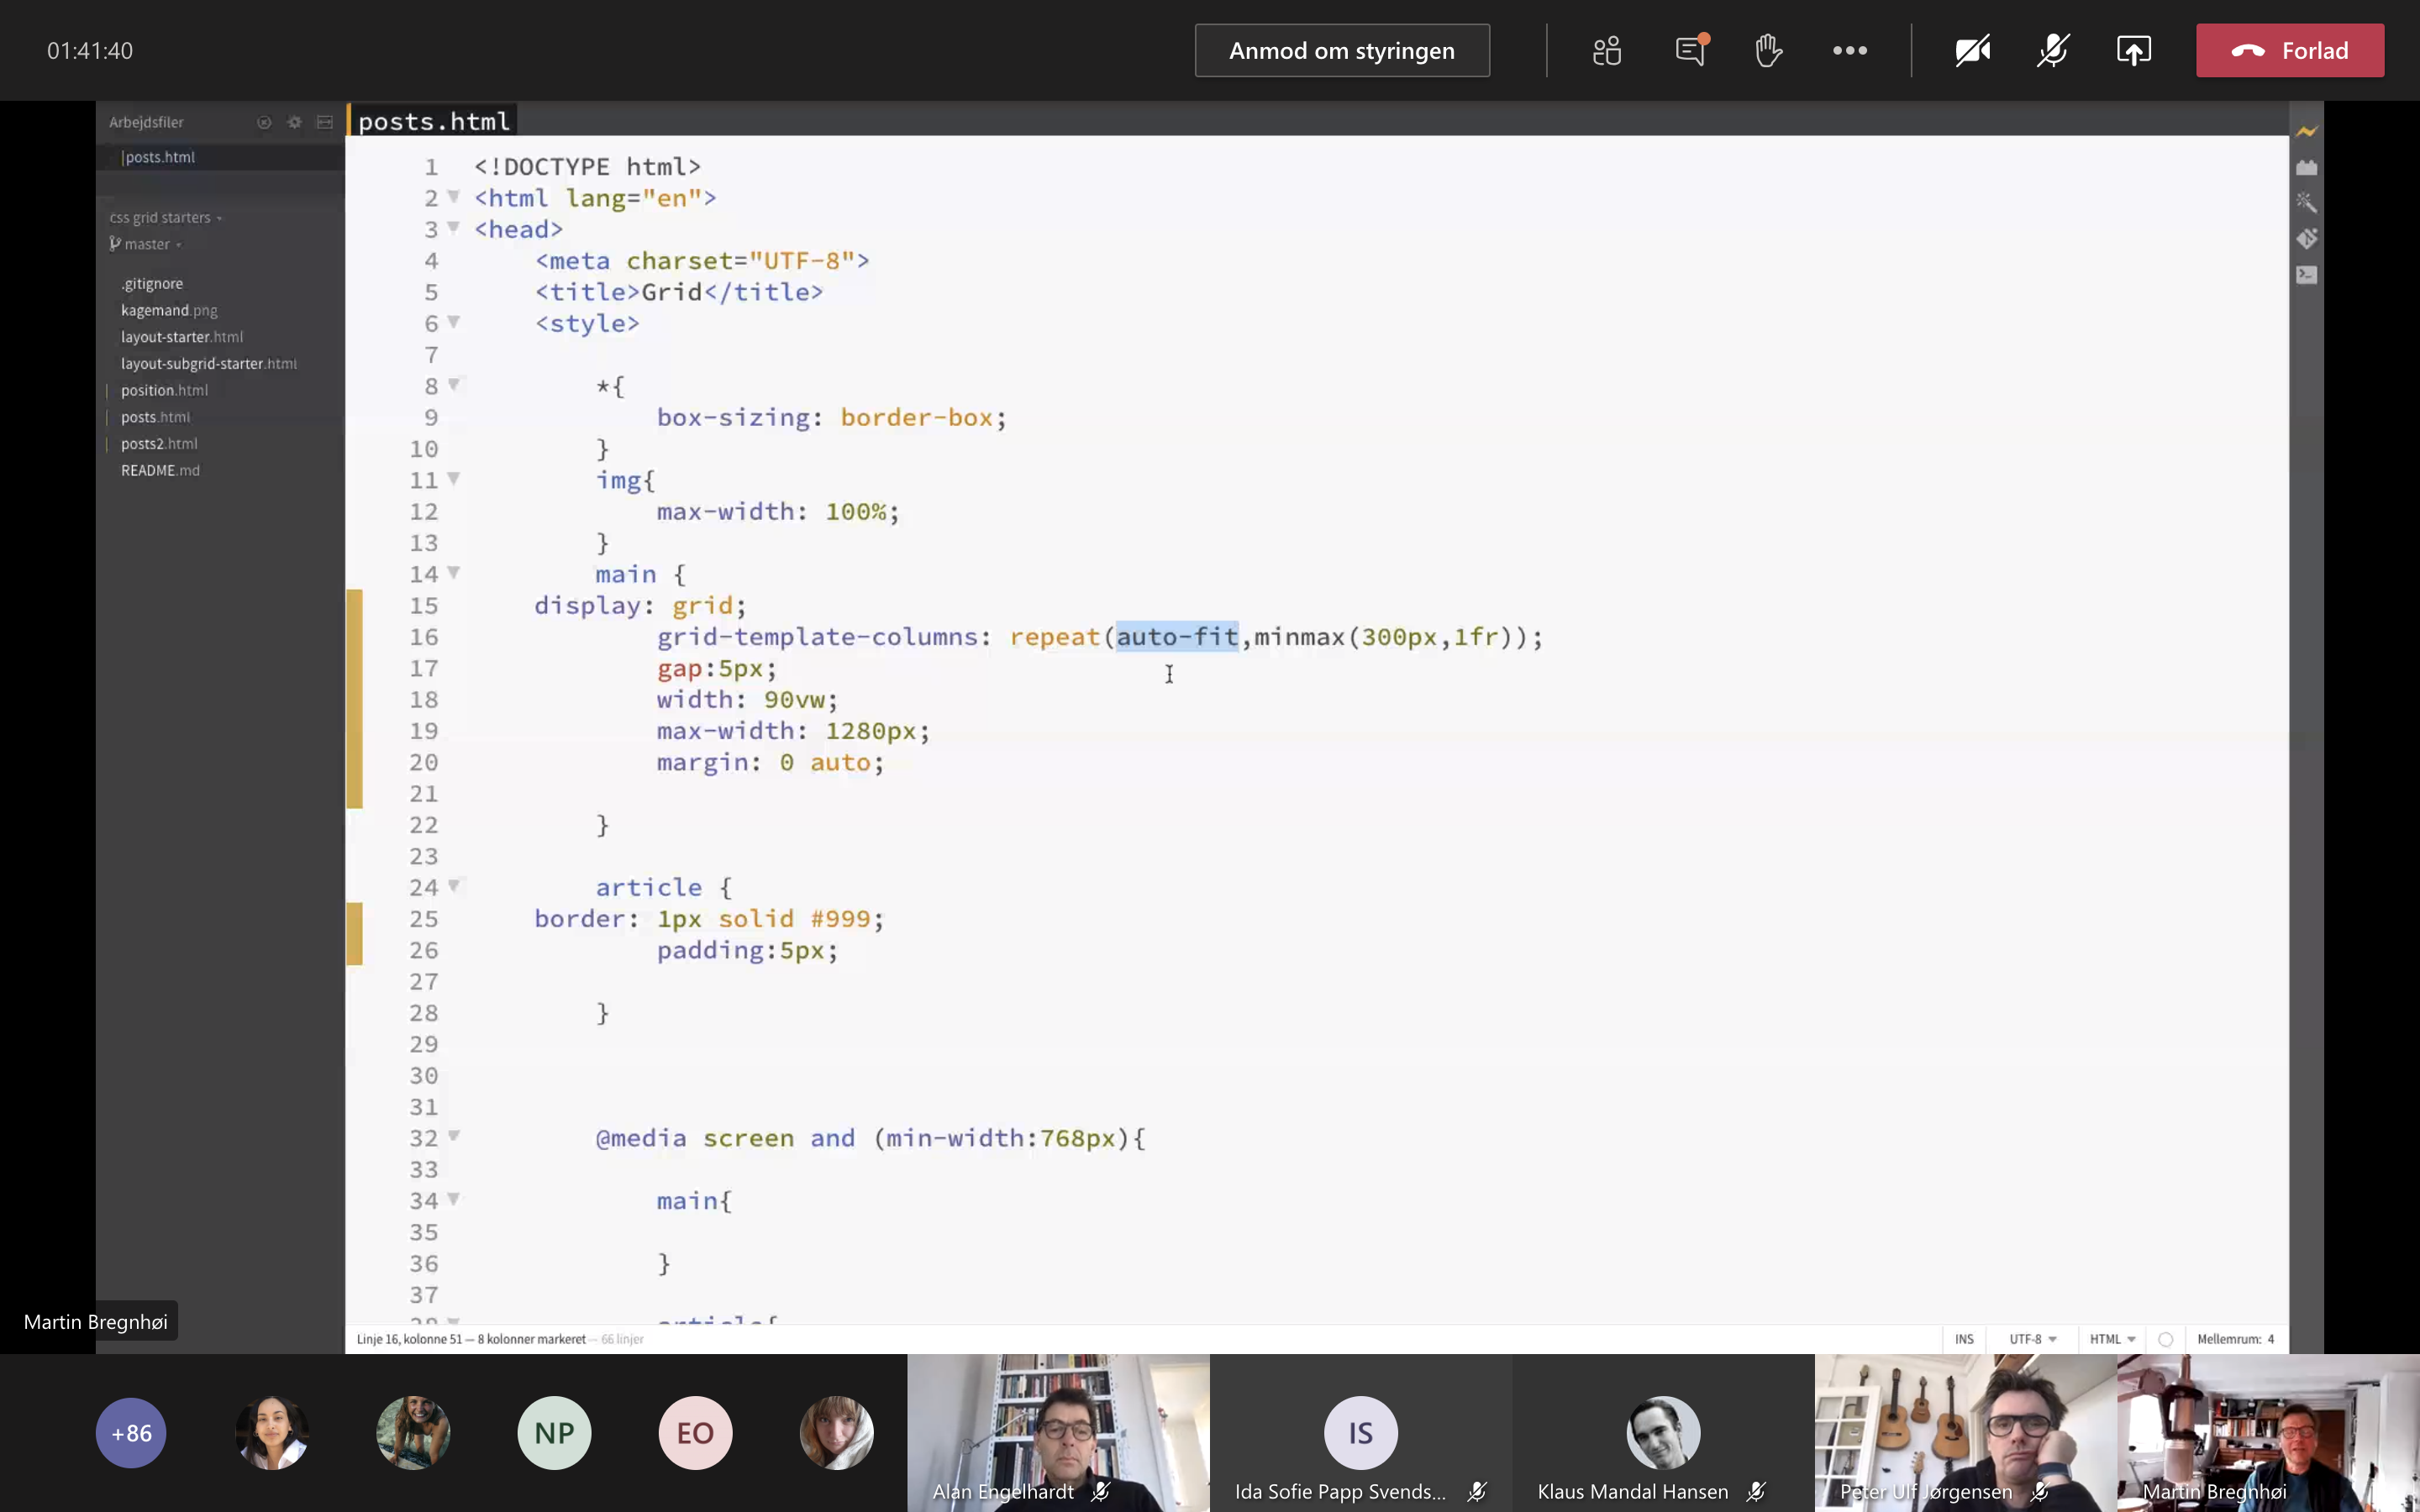 01:41:40
Anmod om styringen
Forlad
Arbejdsfiler
posts.html
posts.html
css grid starters
master
.gitignore
kagemand.png
layout-starter.html
layout-subgrid-starter.html
position.html
posts.html
posts2.html
README.md
1 <!DOCTYPE html>
2 <html lang="en">
3 <head>
4 <meta charset="UTF-8">
5 <title>Grid</title>
6 <style>
7
8 *{
9 box-sizing: border-box;
10 }
11 img{
12 max-width: 100%;
13 }
14 main {
15 display: grid;
16 grid-template-columns: repeat(auto-fit,minmax(300px,1fr));
17 gap:5px;
18 width: 90vw;
19 max-width: 1280px;
20 margin: 0 auto;
21
22 }
23
24 article {
25 border: 1px solid #999;
26 padding:5px;
27
28 }
29
30
31
32 @media screen and (min-width:768px){
33
34 main{
35
36 }
37
38 article{
Martin Bregnhøi
Linje 16, kolonne 51 — 8 kolonner markeret — 66 linjer
INS UTF-8 HTML Mellemrum: 4
+86
NP
EO
IS
Alan Engelhardt
Ida Sofie Papp Svends...
Klaus Mandal Hansen
Peter Ulf Jørgensen
Martin Bregnhøi